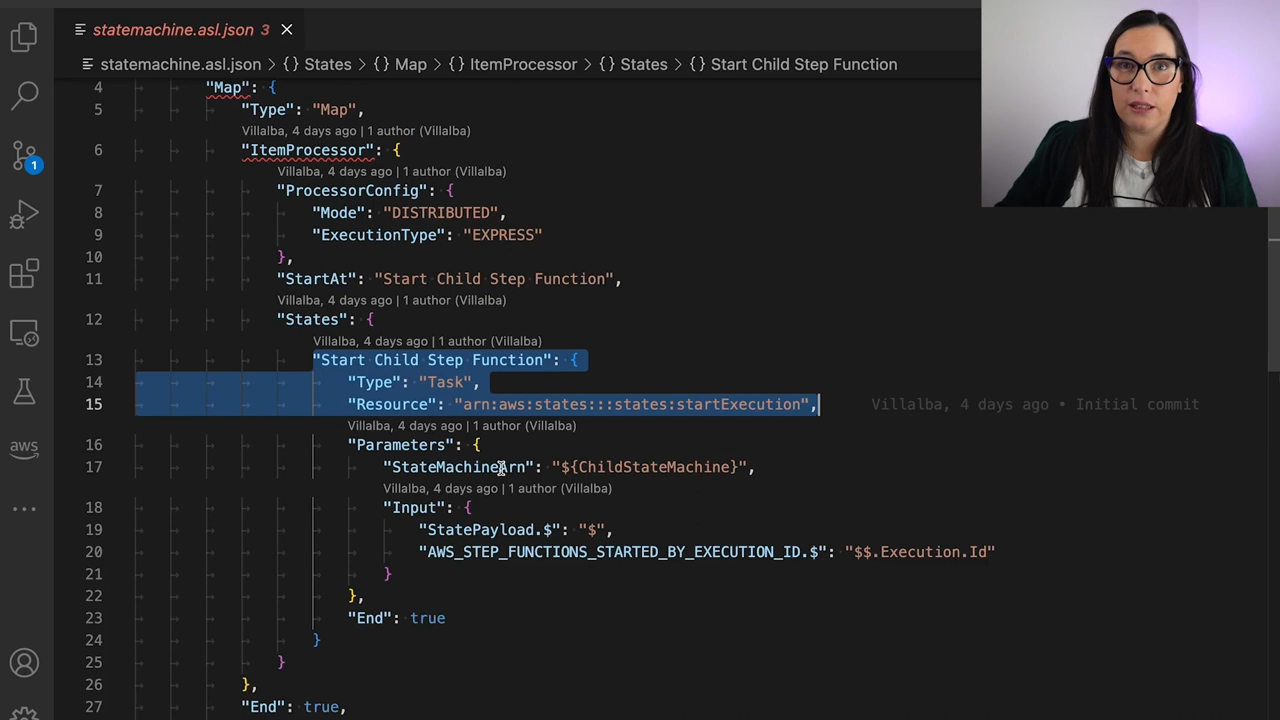 statemachine.asl.json 3
statemachine.asl.json > {} States > {} Map > {} ItemProcessor > {} States > {} Start Child Step Function
4 "Map": {
5 "Type": "Map",
Villalba, 4 days ago | 1 author (Villalba)
6 "ItemProcessor": {
Villalba, 4 days ago | 1 author (Villalba)
7 "ProcessorConfig": {
8 "Mode": "DISTRIBUTED",
9 "ExecutionType": "EXPRESS"
10 },
11 "StartAt": "Start Child Step Function",
Villalba, 4 days ago | 1 author (Villalba)
12 "States": {
Villalba, 4 days ago | 1 author (Villalba)
13 "Start Child Step Function": {
14 "Type": "Task",
15 "Resource": "arn:aws:states:::states:startExecution", Villalba, 4 days ago • Initial commit
Villalba, 4 days ago | 1 author (Villalba)
16 "Parameters": {
17 "StateMachineArn": "${ChildStateMachine}",
Villalba, 4 days ago | 1 author (Villalba)
18 "Input": {
19 "StatePayload.$": "$",
20 "AWS_STEP_FUNCTIONS_STARTED_BY_EXECUTION_ID.$": "$$.Execution.Id"
21 }
22 },
23 "End": true
24 }
25 }
26 },
27 "End": true,
1
aws